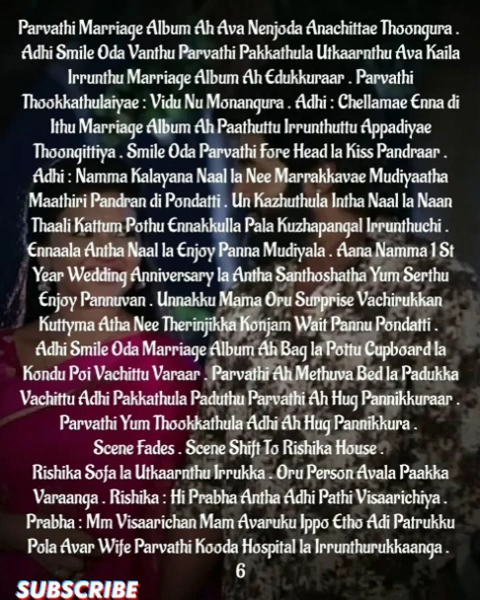 Parvathi Marriage Album Ah Ava Nenjoda Anachittae Thoongura .
Adhi Smile Oda Vanthu Parvathi Pakkathula Utkaarnthu Ava Kaila
Irrunthu Marriage Album Ah Edukkuraar . Parvathi
Thookkathulaiyae : Vidu Nu Monangura . Adhi : Chellamae Enna di
Ithu Marriage Album Ah Paathuttu Irrunthuttu Appadiyae
Thoongittiya . Smile Oda Parvathi Fore Head la Kiss Pandraar .
Adhi : Namma Kalayana Naal la Nee Marrakkavae Mudiyaatha
Maathiri Pandran di Pondatti . Un Kazhuthula Intha Naal la Naan
Thaali Kattum Pothu Ennakkulla Pala Kuzhapangal Irrunthuchi .
Ennaala Antha Naal la Enjoy Panna Mudiyala . Aana Namma 1 St
Year Wedding Anniversary la Antha Santhoshatha Yum Serthu
Enjoy Pannuvan . Unnakku Mama Oru Surprise Vachirukkan
Kuttyma Atha Nee Therinjikka Konjam Wait Pannu Pondatti .
Adhi Smile Oda Marriage Album Ah Bag la Pottu Cupboard la
Kondu Poi Vachittu Varaar . Parvathi Ah Methuva Bed la Padukka
Vachittu Adhi Pakkathula Paduthu Parvathi Ah Hug Pannikkuraar .
Parvathi Yum Thookkathula Adhi Ah Hug Pannikkura .
Scene Fades . Scene Shift To Rishika House .
Rishika Sofa la Utkaarnthu Irrukka . Oru Person Avala Paakka
Varaanga . Rishika : Hi Prabha Antha Adhi Pathi Visaarichiya .
Prabha : Mm Visaarichan Mam Avaruku Ippo Etho Adi Patrukku
Pola Avar Wife Parvathi Kooda Hospital la Irrunthurukkaanga .
6
SUBSCRIBE